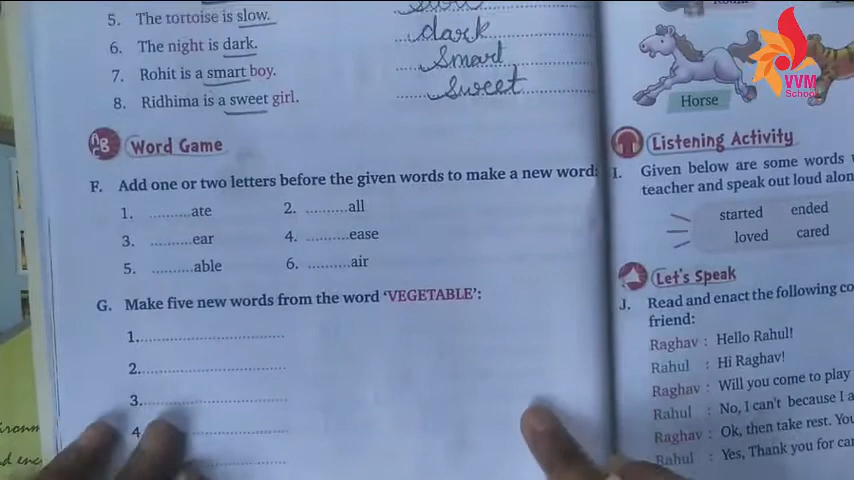 5. The tortoise is slow.
6. The night is dark. ..dark..
7. Rohit is a smart boy. ..Smart..
8. Ridhima is a sweet girl. ..Sweet..
AB Word Game
F. Add one or two letters before the given words to make a new word:
1. ..........ate 2. ..........all
3. ..........ear 4. ..........ease
5. ..........able 6. ..........air
G. Make five new words from the word 'VEGETABLE':
1.
2.
3.
4
VVM
School
Horse
Listening Activity
I. Given below are some words
teacher and speak out loud alon
started ended
loved cared
Let's Speak
J. Read and enact the following co
friend:
Raghav : Hello Rahul!
Rahul : Hi Raghav!
Raghav : Will you come to play
Rahul : No, I can't because I a
Raghav : Ok, then take rest. You
Rahul : Yes, Thank you for car